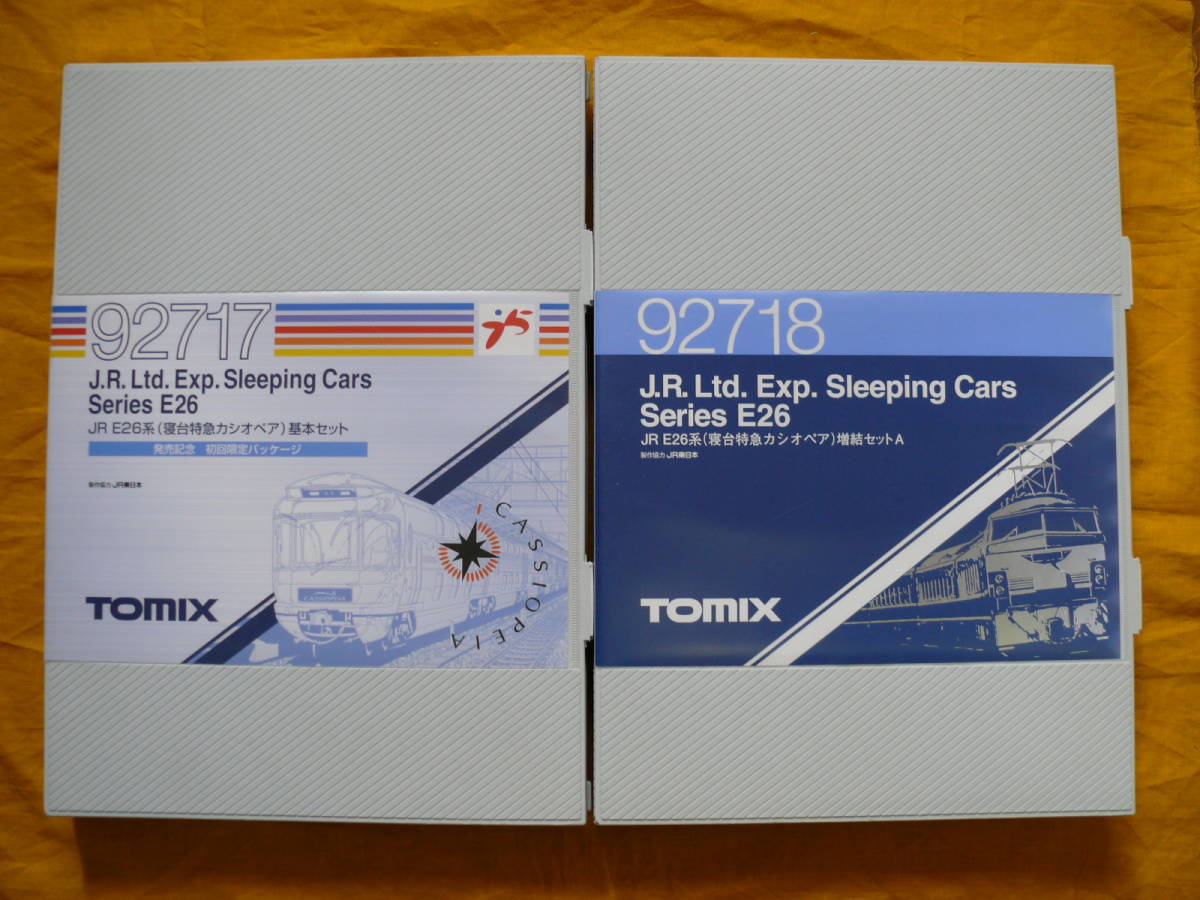 92717
J.R. Ltd. Exp. Sleeping Cars
Series E26
JR E26系(寝台特急カシオペア)基本セット
発売記念 初回限定パッケージ
製作協力 JR東日本
CASSIOPEIA
TOMIX
92718
J.R. Ltd. Exp. Sleeping Cars
Series E26
JR E26系(寝台特急カシオペア)増結セットA
製作協力 JR東日本
TOMIX